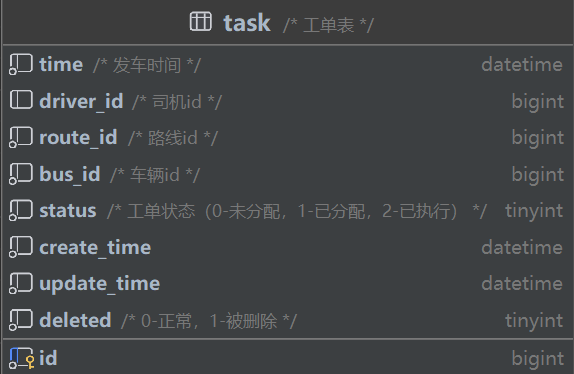 task /* 工单表 */
time /* 发车时间 */ datetime
driver_id /* 司机id */ bigint
route_id /* 路线id */ bigint
bus_id /* 车辆id */ bigint
status /* 工单状态（0-未分配，1-已分配，2-已执行） */ tinyint
create_time datetime
update_time datetime
deleted /* 0-正常，1-被删除 */ tinyint
id bigint